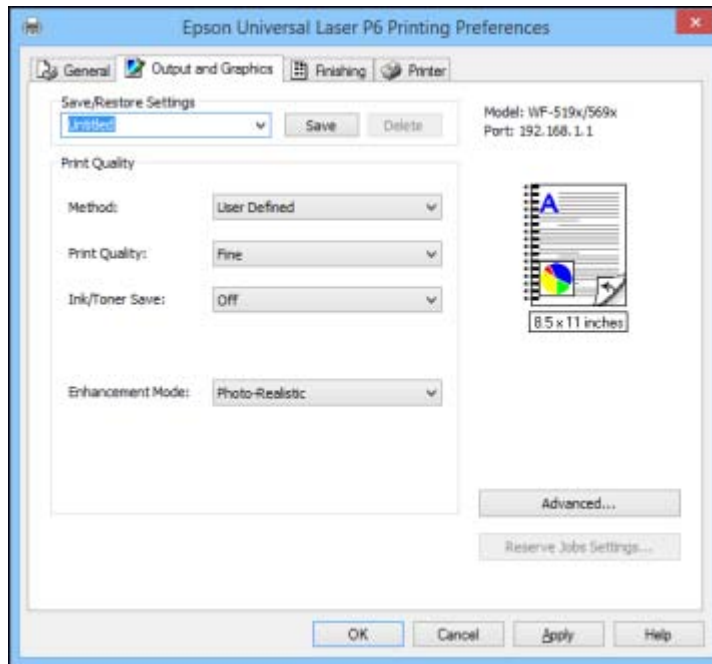 Epson Universal Laser P6 Printing Preferences
General
Output and Graphics
Finishing
Printer
Save/Restore Settings
Untitled
Save
Delete
Model: WF-519x/569x
Port: 192.168.1.1
Print Quality
Method:
User Defined
Print Quality:
Fine
Ink/Toner Save:
Off
A
8.5 x 11 inches
Enhancement Mode:
Photo-Realistic
Advanced...
Reserve Jobs Settings...
OK
Cancel
Apply
Help